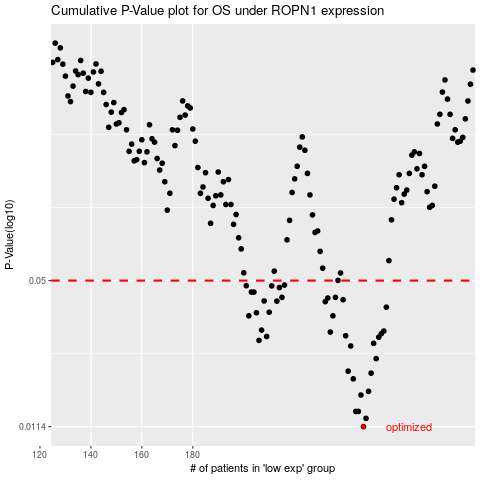 Cumulative P-Value plot for OS under ROPN1 expression
P-Value(log10)
0.05
0.0114
optimized
120 140 160 180
# of patients in 'low exp' group